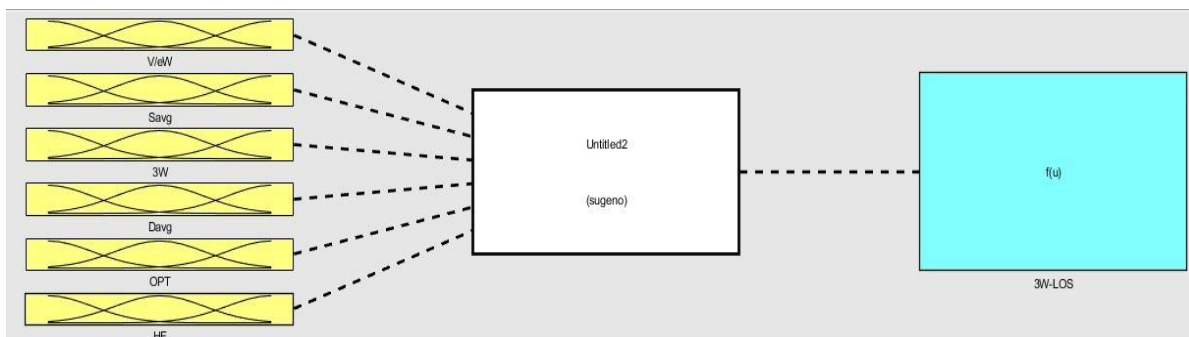 V/eW
Savg
3W
Davg
OPT
Untitled2
(sugeno)
f(u)
3W-LOS